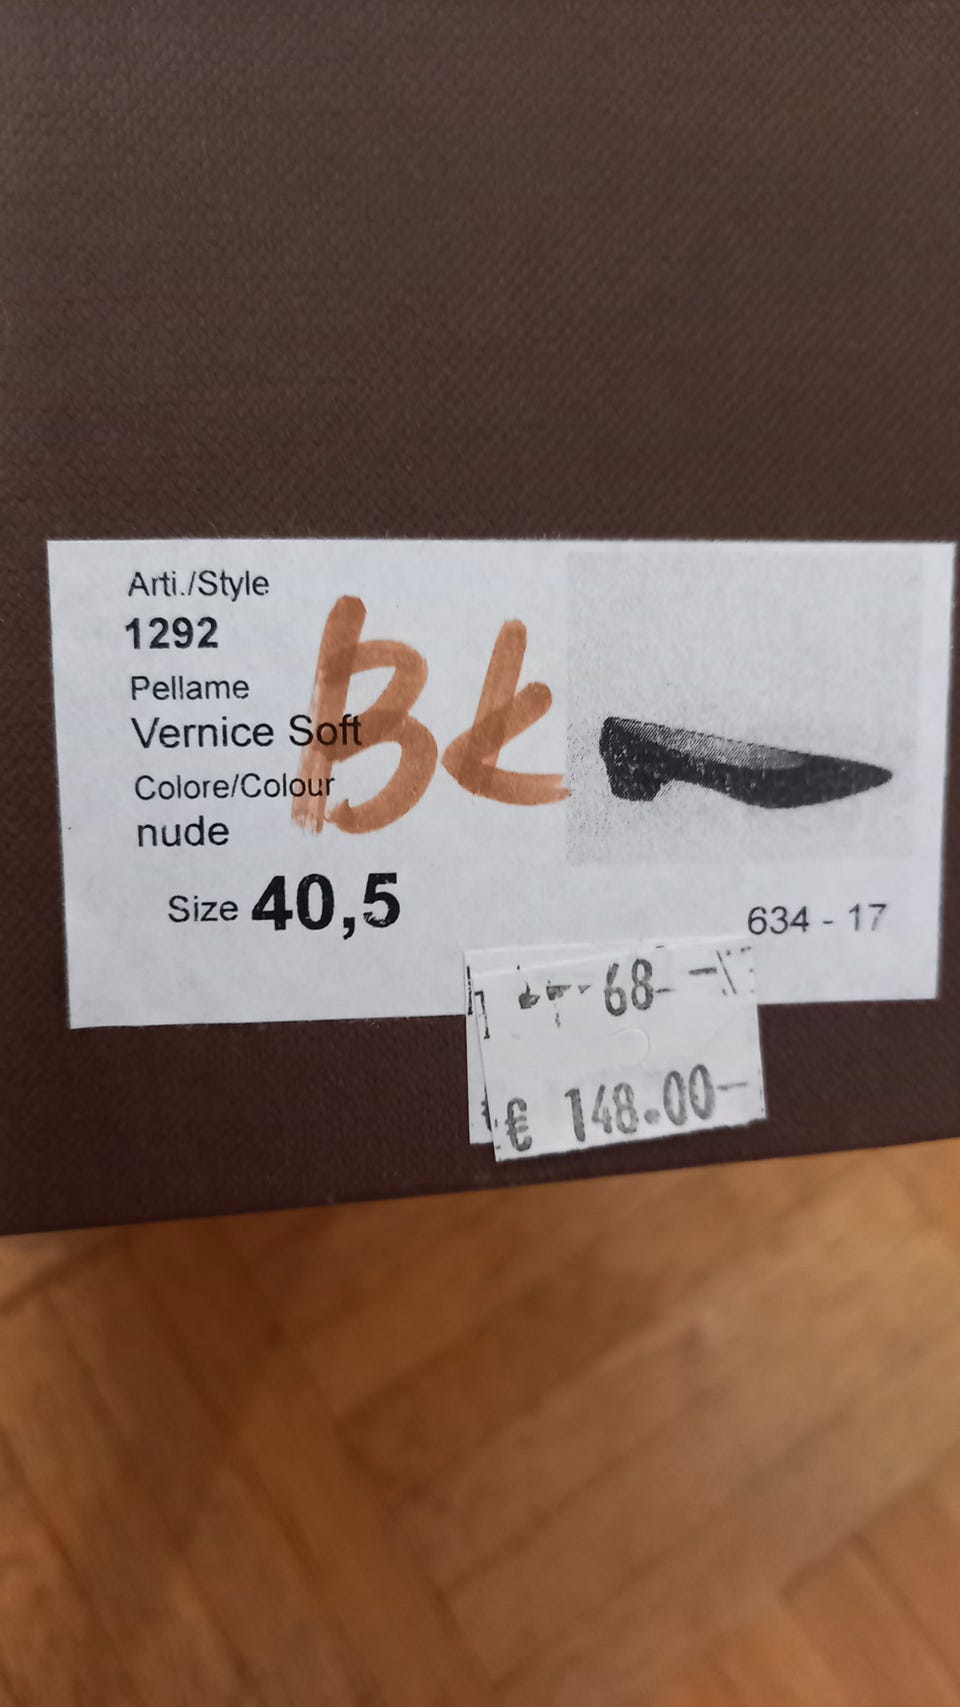 Arti./Style
1292
Pellame
Vernice Soft
Colore/Colour
nude
Size 40,5
Bk
634 - 17
68
€ 148.00